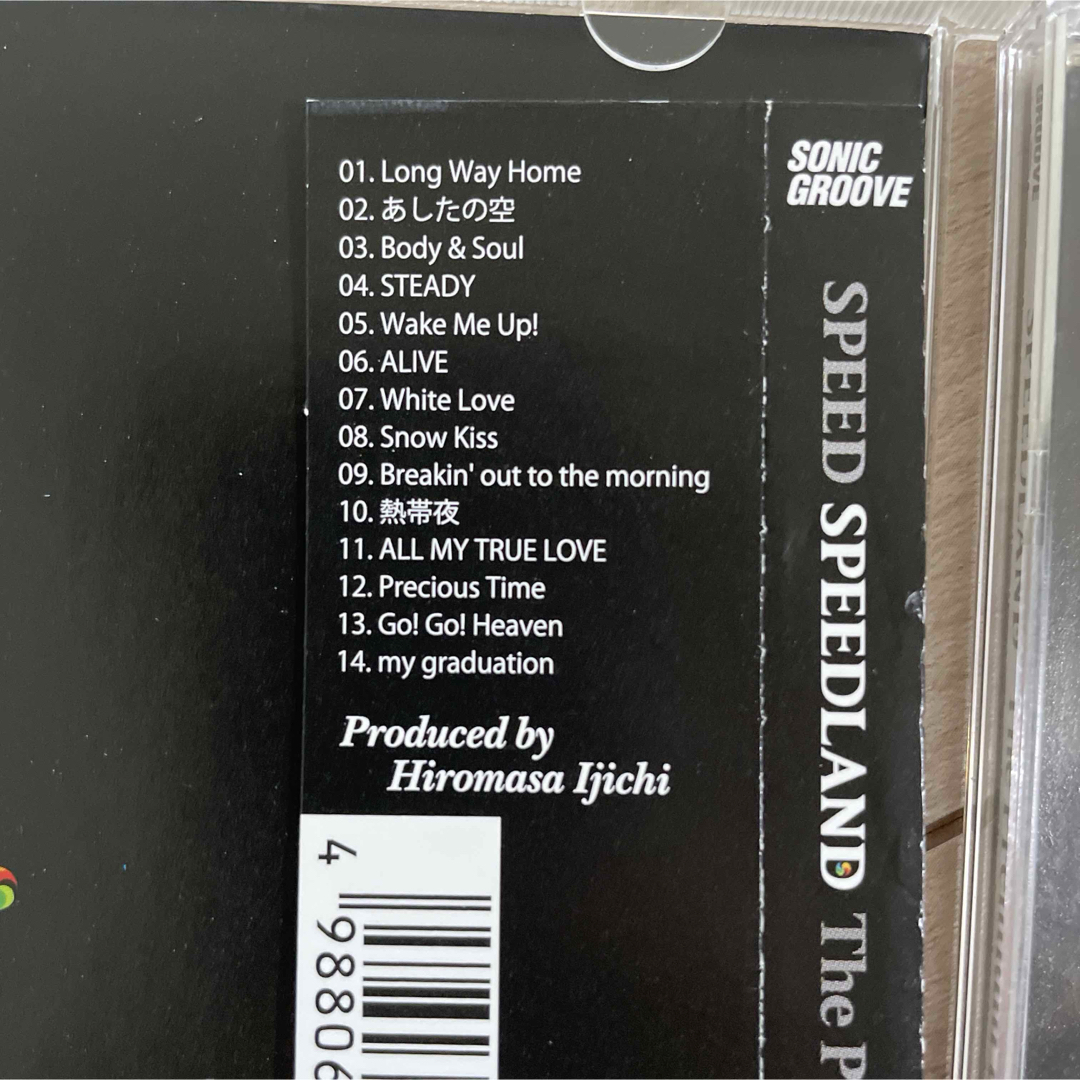 01. Long Way Home
02. あしたの空
03. Body & Soul
04. STEADY
05. Wake Me Up!
06. ALIVE
07. White Love
08. Snow Kiss
09. Breakin' out to the morning
10. 熱帯夜
11. ALL MY TRUE LOVE
12. Precious Time
13. Go! Go! Heaven
14. my graduation
Produced by
Hiromasa Ijichi
4 98806
SONIC
GROOVE
SPEED SPEEDLAND The P